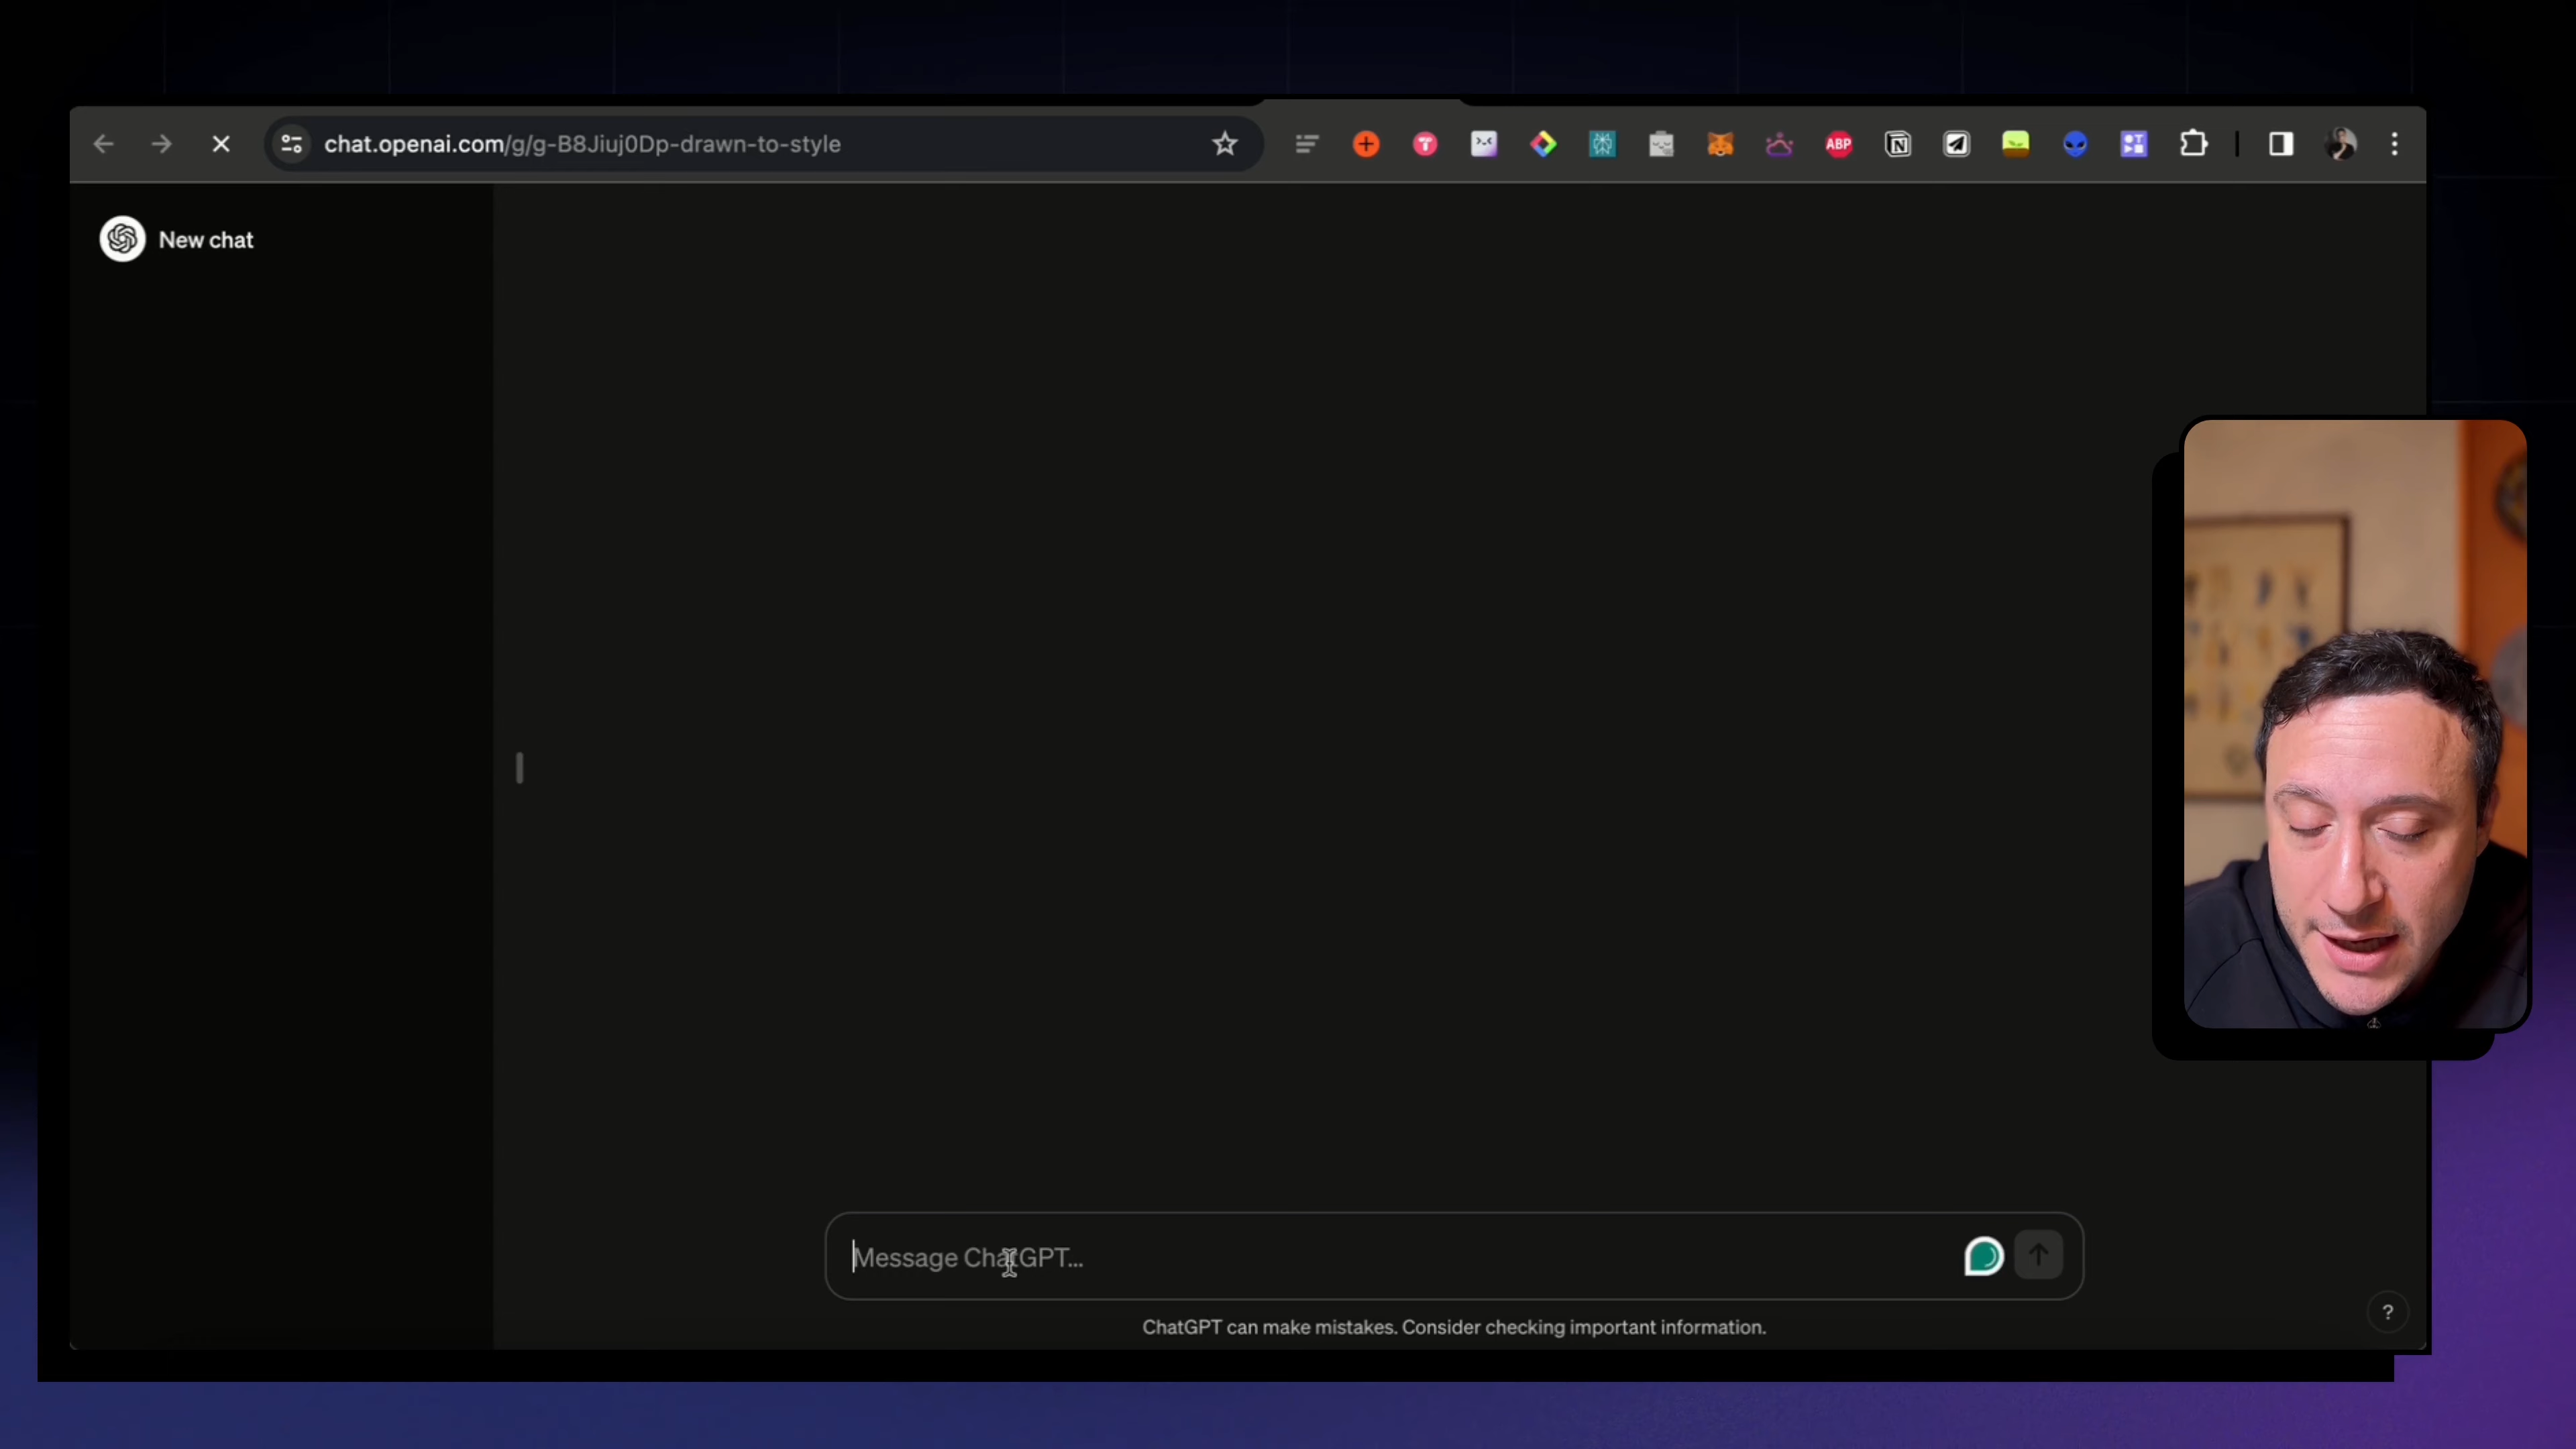 chat.openai.com/g/g-B8Jiuj0Dp-drawn-to-style
ABP
New chat
Message ChatGPT...
ChatGPT can make mistakes. Consider checking important information.
?